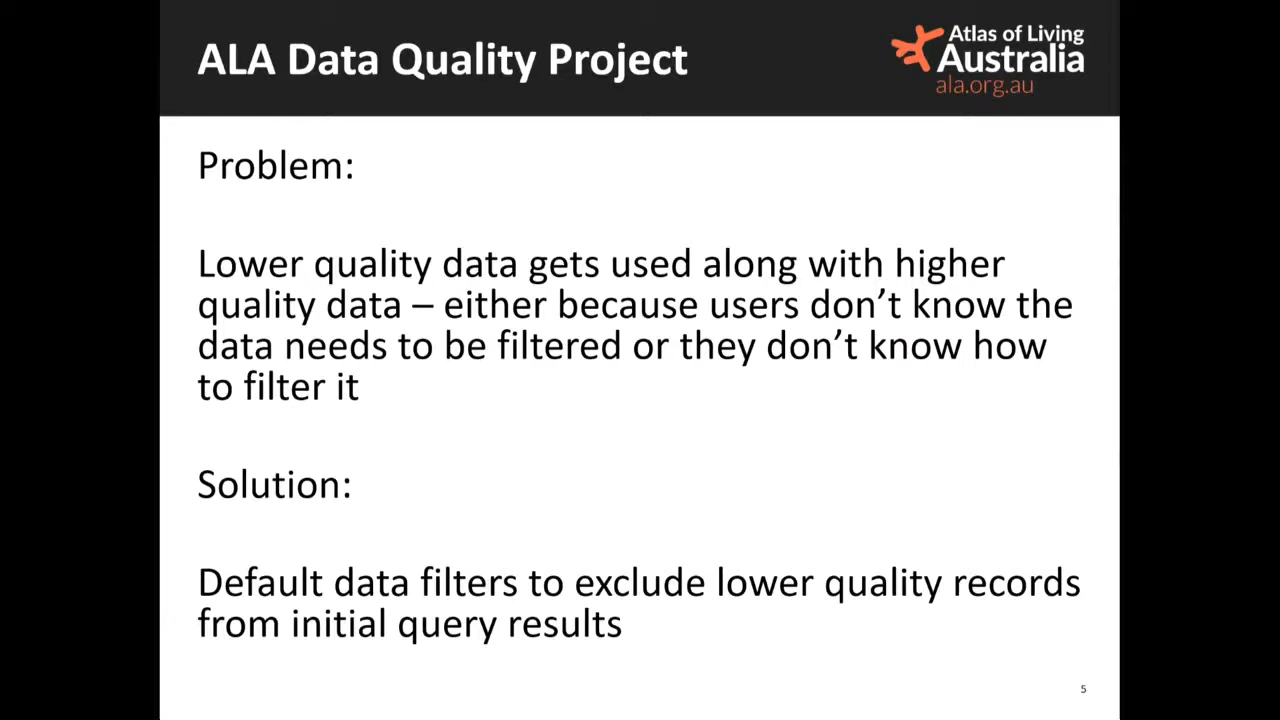 ALA Data Quality Project
Atlas of Living
Australia
ala.org.au
Problem:
Lower quality data gets used along with higher
quality data – either because users don’t know the
data needs to be filtered or they don’t know how
to filter it
Solution:
Default data filters to exclude lower quality records
from initial query results
5